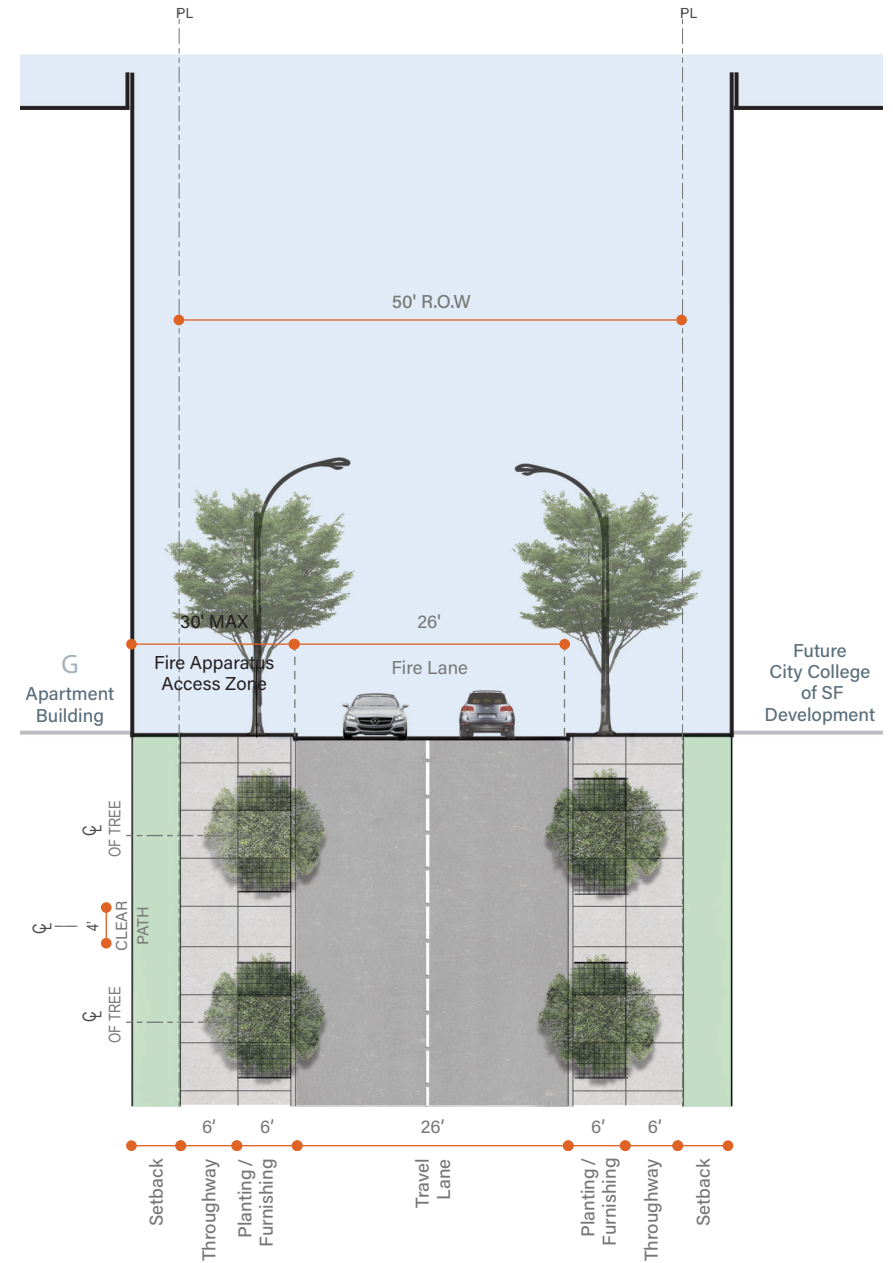 PL
PL
50' R.O.W
30' MAX
26'
Fire Apparatus
Access Zone
Fire Lane
G
Apartment
Building
Future
City College
of SF
Development
℄
OF TREE
℄
4'
CLEAR
PATH
℄
OF TREE
6'
6'
26'
6'
6'
Setback
Throughway
Planting /
Furnishing
Travel
Lane
Planting /
Furnishing
Throughway
Setback